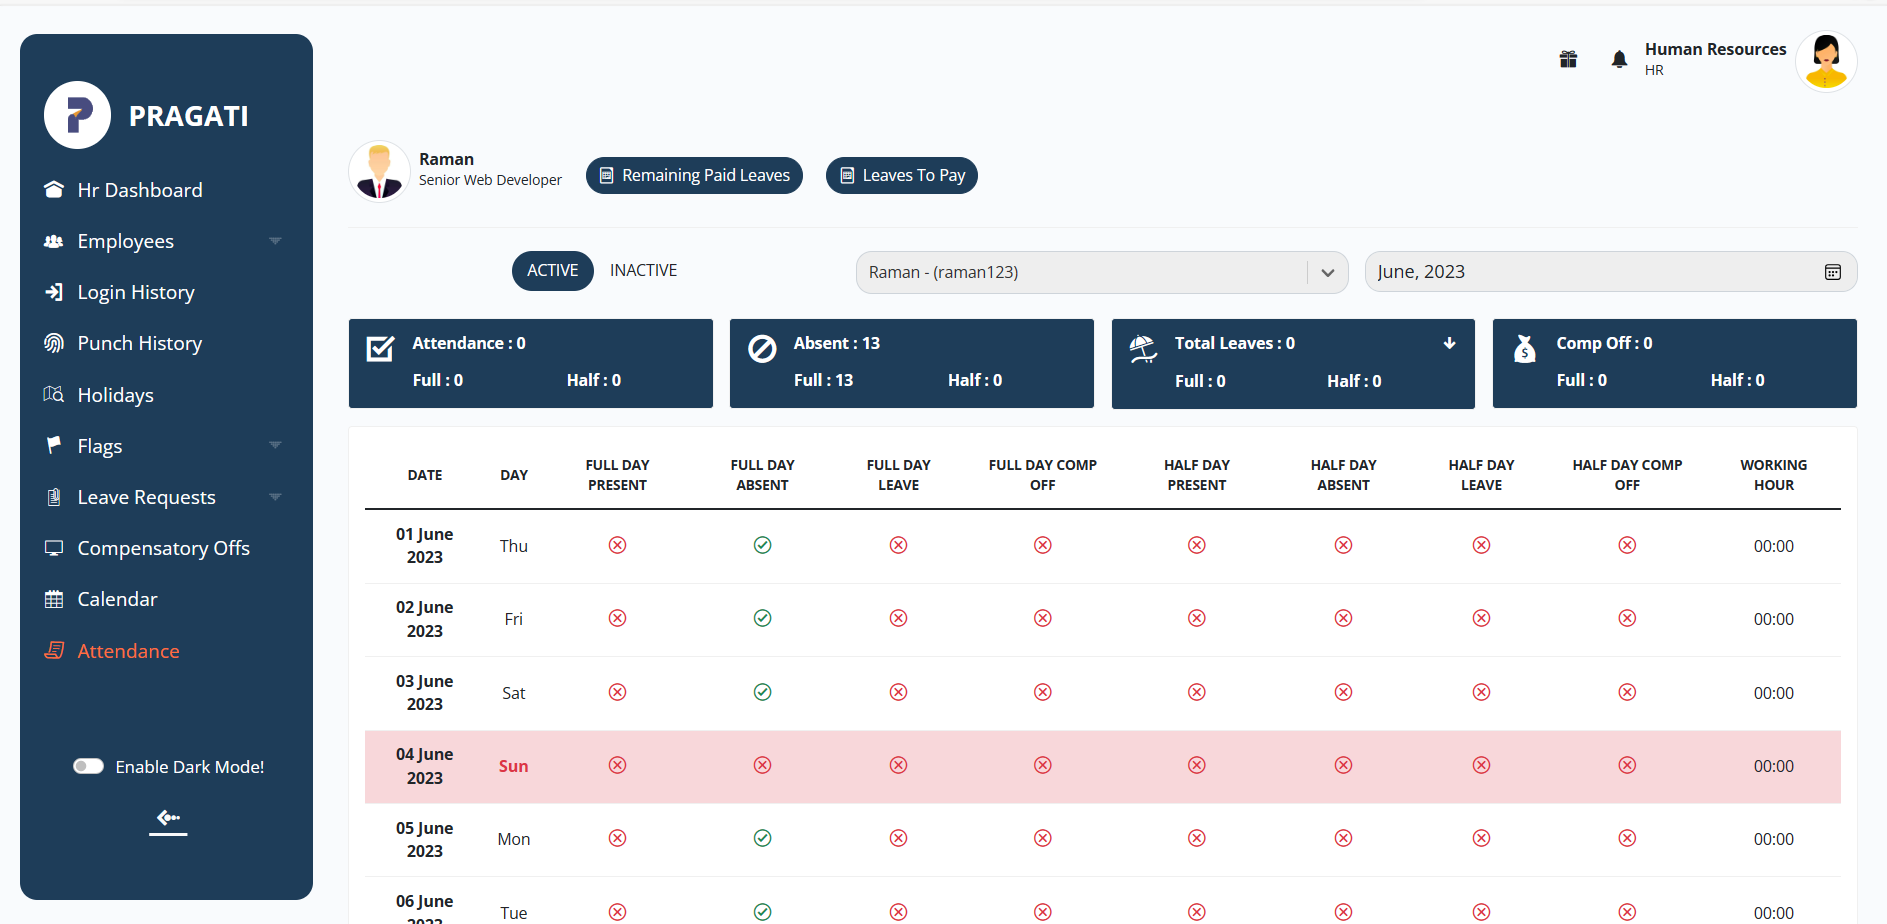 Human Resources
HR
PRAGATI
Hr Dashboard
Employees
Login History
Punch History
Holidays
Flags
Leave Requests
Compensatory Offs
Calendar
Attendance
Enable Dark Mode!
Raman
Senior Web Developer
Remaining Paid Leaves
Leaves To Pay
ACTIVE INACTIVE
Raman - (raman123)
June, 2023
Attendance : 0
Full : 0 Half : 0
Absent : 13
Full : 13 Half : 0
Total Leaves : 0
Full : 0 Half : 0
Comp Off : 0
Full : 0 Half : 0
DATE DAY FULL DAY PRESENT FULL DAY ABSENT FULL DAY LEAVE FULL DAY COMP OFF HALF DAY PRESENT HALF DAY ABSENT HALF DAY LEAVE HALF DAY COMP OFF WORKING HOUR
01 June 2023 Thu 00:00
02 June 2023 Fri 00:00
03 June 2023 Sat 00:00
04 June 2023 Sun 00:00
05 June 2023 Mon 00:00
06 June 2023 Tue 00:00